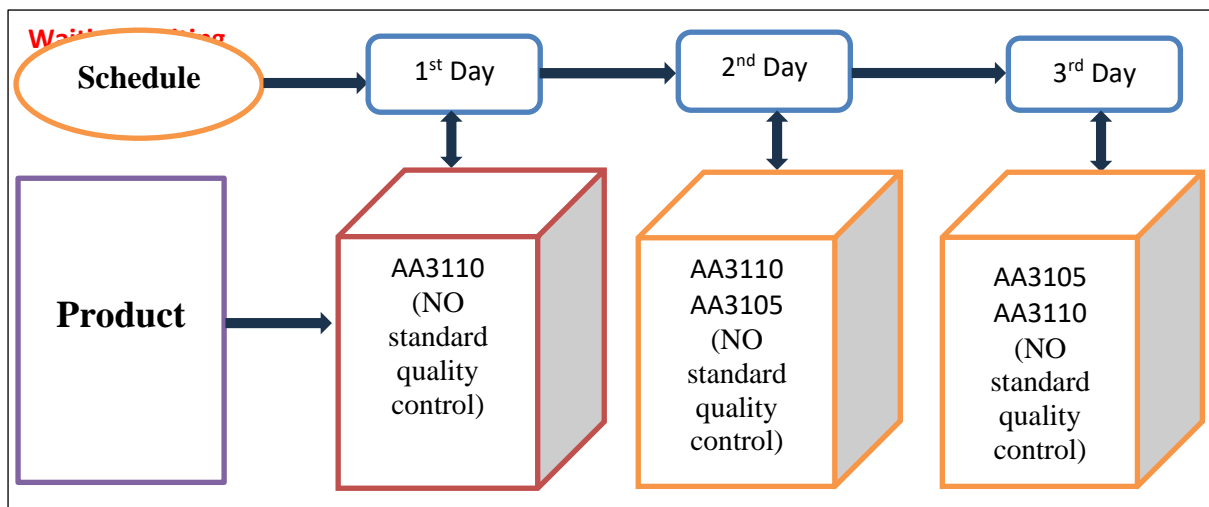 Schedule
1st Day
2nd Day
3rd Day
Product
AA3110
(NO
standard
quality
control)
AA3110
AA3105
(NO
standard
quality
control)
AA3105
AA3110
(NO
standard
quality
control)